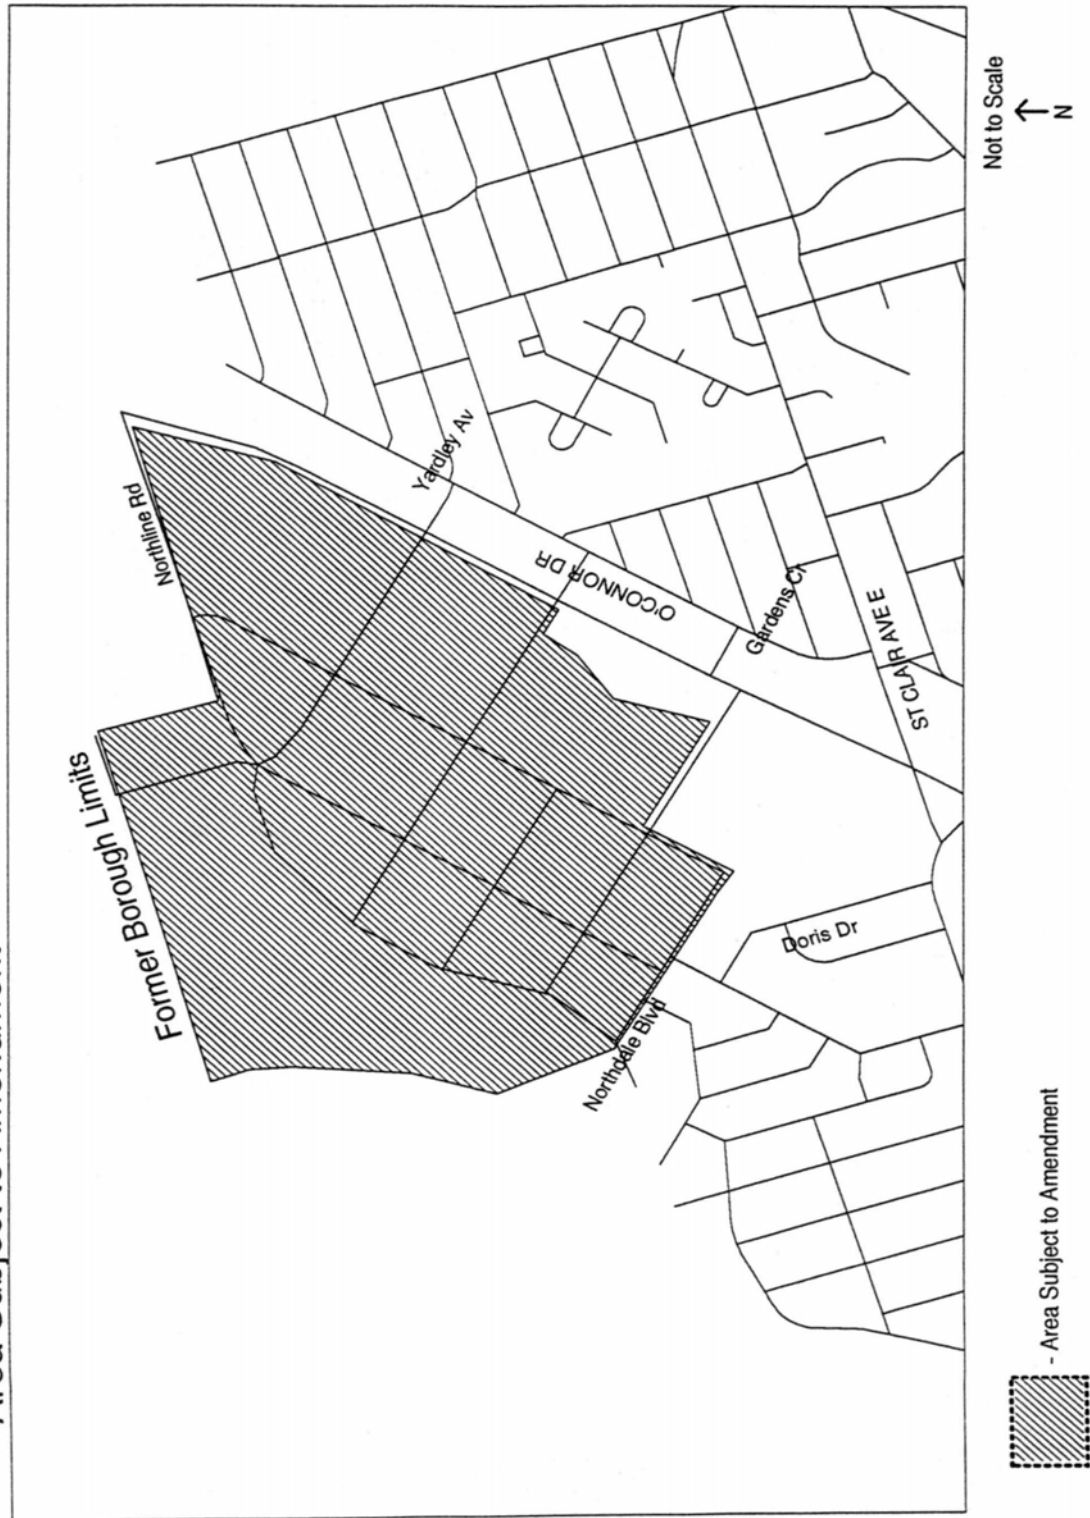 Former Borough Limits
Northline Rd
Yardley Av
O'CONNOR DR
Gardens Cr
ST CLAIR AVE E
Doris Dr
Northdale Blvd
Not to Scale
N
- Area Subject to Amendment